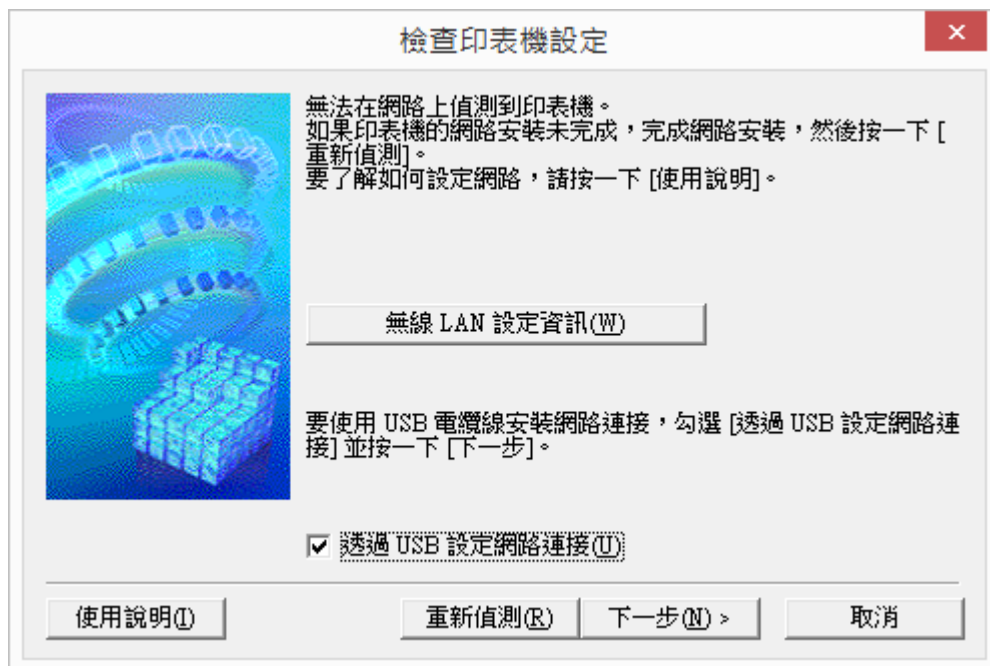 檢查印表機設定
無法在網路上偵測到印表機。
如果印表機的網路安裝未完成，完成網路安裝，然後按一下 [
重新偵測]。
要了解如何設定網路，請按一下 [使用說明]。
無線 LAN 設定資訊(W)
要使用 USB 電纜線安裝網路連接，勾選 [透過 USB 設定網路連
接] 並按一下 [下一步]。
透過 USB 設定網路連接(U)
使用說明(I)
重新偵測(R)
下一步(N) >
取消